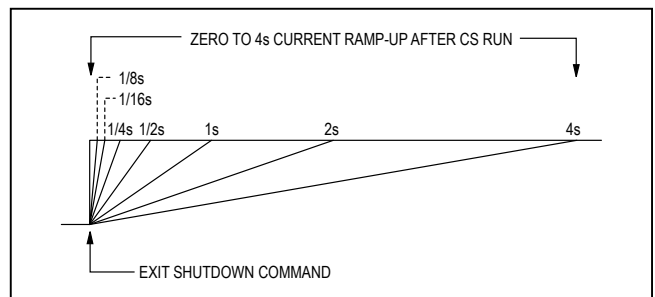 ZERO TO 4s CURRENT RAMP-UP AFTER CS RUN
1/8s
1/16s
1/4s 1/2s 1s 2s 4s
EXIT SHUTDOWN COMMAND